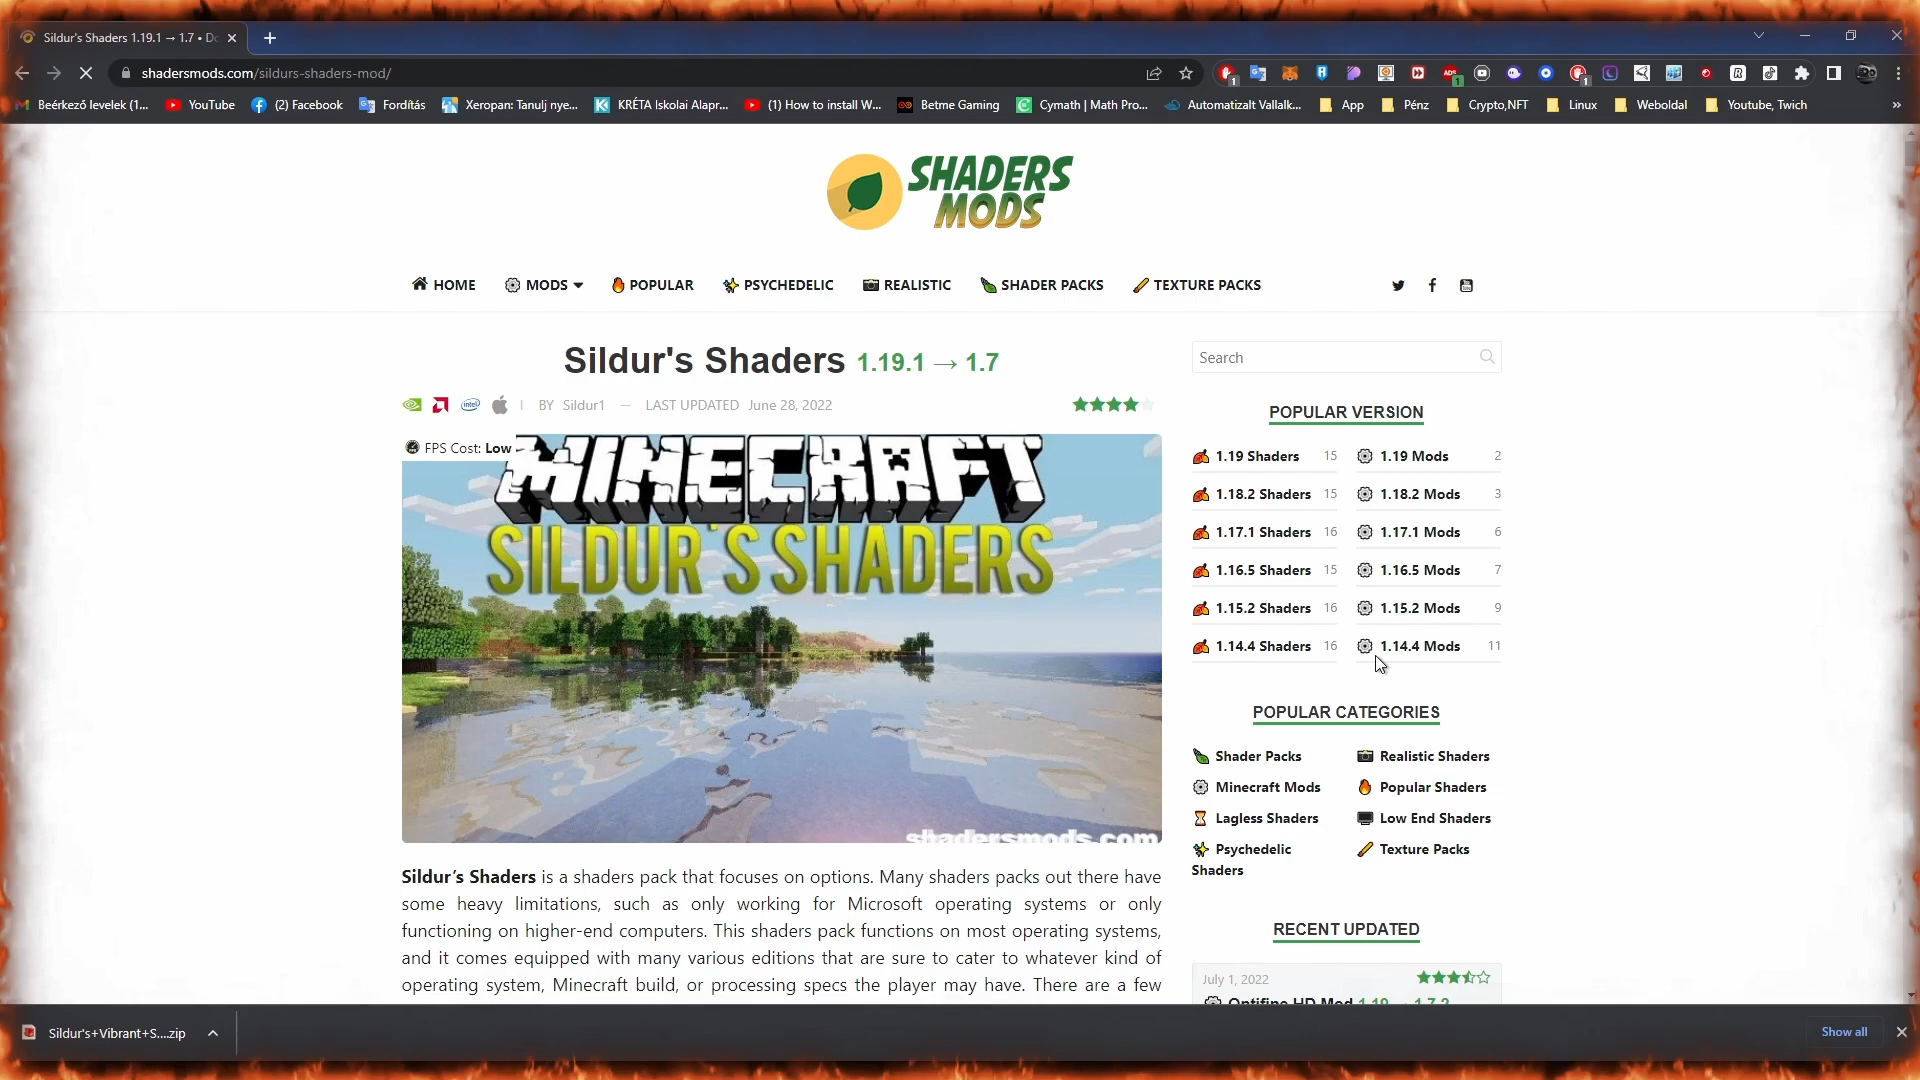 Sildur's Shaders 1.19.1 → 1.7 • Do
shadersmods.com/sildurs-shaders-mod/
Beérkező levelek (1...
YouTube
(2) Facebook
Fordítás
Xeropan: Tanulj nye...
KRÉTA Iskolai Alapr...
(1) How to install W...
Betme Gaming
Cymath | Math Pro...
Automatizalt Vallalk...
App
Pénz
Crypto,NFT
Linux
Weboldal
Youtube, Twich
»
SHADERS
MODS
HOME
MODS
POPULAR
PSYCHEDELIC
REALISTIC
SHADER PACKS
TEXTURE PACKS
Sildur's Shaders 1.19.1 → 1.7
BY Sildur1 — LAST UPDATED June 28, 2022
FPS Cost: Low
MINECRAFT
SILDUR'S SHADERS
shadersmods.com
Sildur’s Shaders is a shaders pack that focuses on options. Many shaders packs out there have
some heavy limitations, such as only working for Microsoft operating systems or only
functioning on higher-end computers. This shaders pack functions on most operating systems,
and it comes equipped with many various editions that are sure to cater to whatever kind of
operating system, Minecraft build, or processing specs the player may have. There are a few
Search
POPULAR VERSION
1.19 Shaders 15 1.19 Mods 2
1.18.2 Shaders 15 1.18.2 Mods 3
1.17.1 Shaders 16 1.17.1 Mods 6
1.16.5 Shaders 15 1.16.5 Mods 7
1.15.2 Shaders 16 1.15.2 Mods 9
1.14.4 Shaders 16 1.14.4 Mods 11
POPULAR CATEGORIES
Shader Packs Realistic Shaders
Minecraft Mods Popular Shaders
Lagless Shaders Low End Shaders
Psychedelic Texture Packs
Shaders
RECENT UPDATED
July 1, 2022
Optifine HD Mod 1.19 → 1.7.2
Sildur's+Vibrant+S....zip
Show all